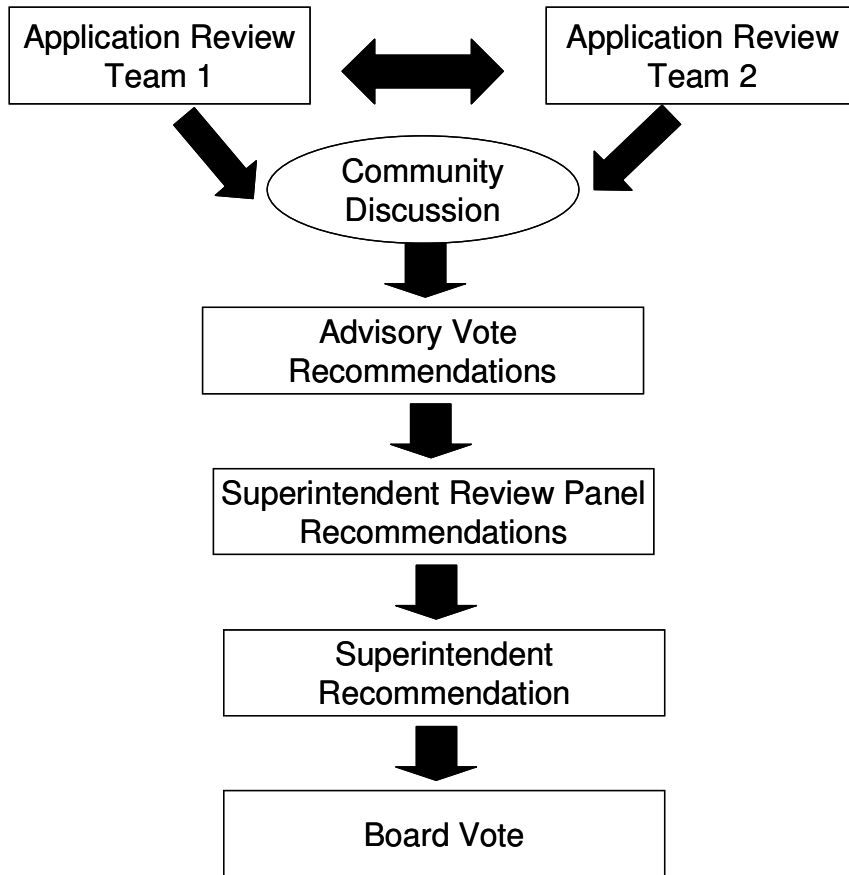 Application Review
Team 1
Application Review
Team 2
Community
Discussion
Advisory Vote
Recommendations
Superintendent Review Panel
Recommendations
Superintendent
Recommendation
Board Vote